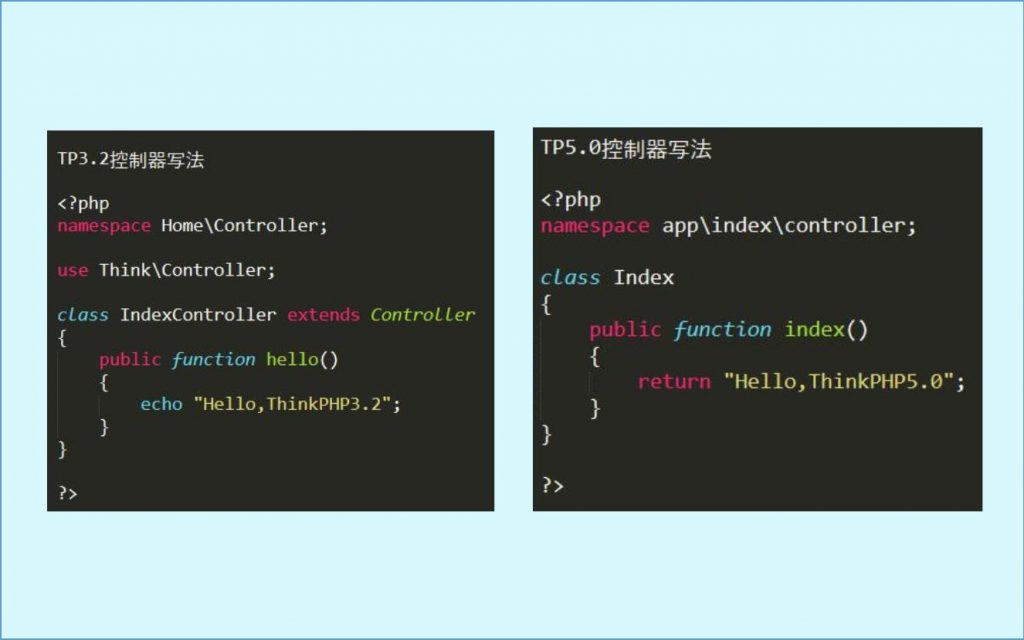 TP3.2控制器写法
<?php
namespace Home\Controller;
use Think\Controller;
class IndexController extends Controller
{
    public function hello()
    {
        echo "Hello,ThinkPHP3.2";
    }
}
?>
TP5.0控制器写法
<?php
namespace app\index\controller;
class Index
{
    public function index()
    {
        return "Hello,ThinkPHP5.0";
    }
}
?>